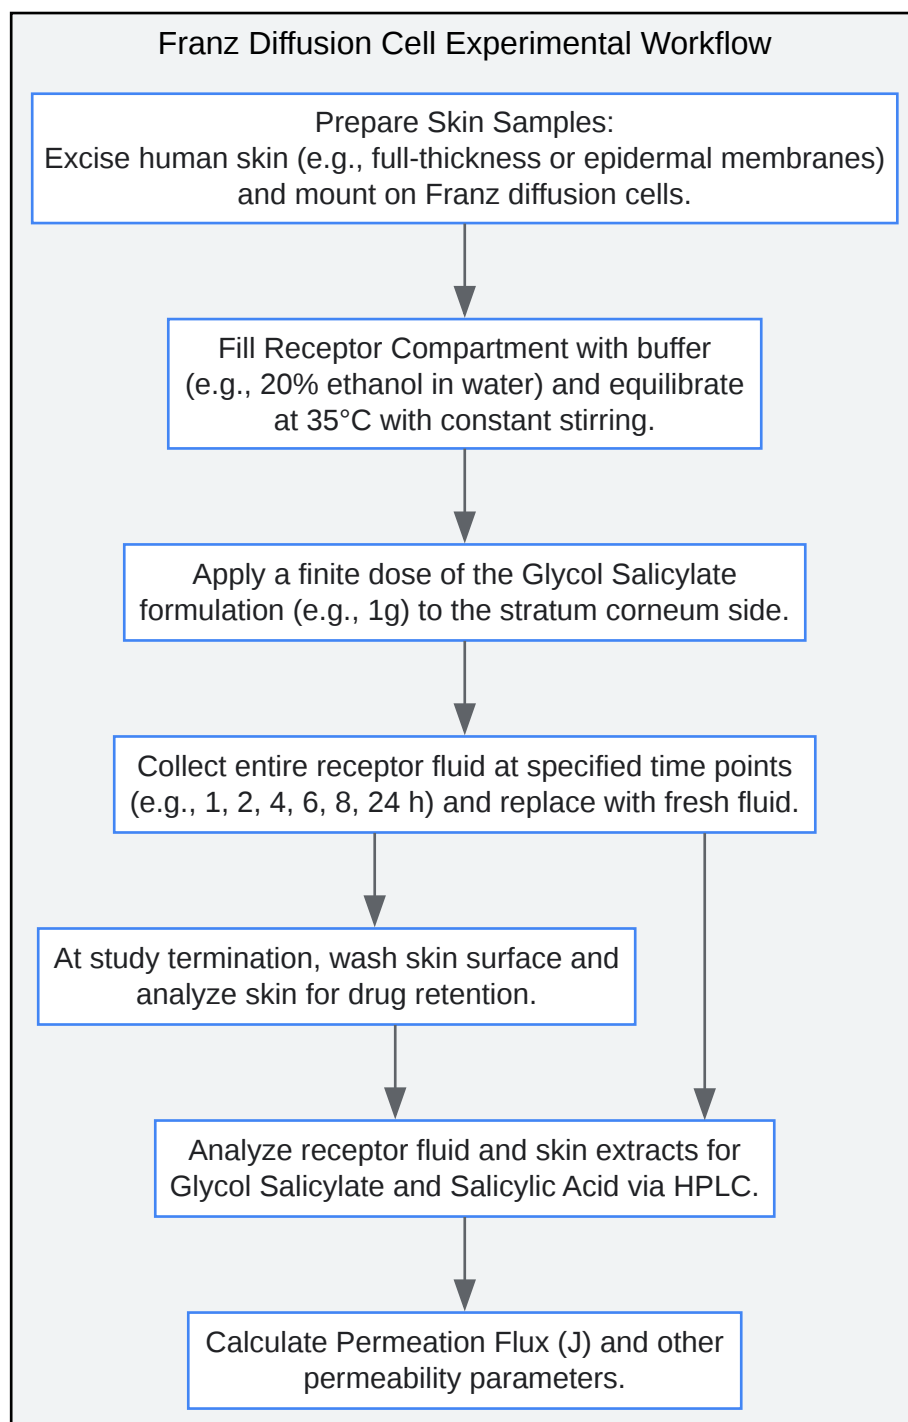 Franz Diffusion Cell Experimental Workflow
Prepare Skin Samples:
Excise human skin (e.g., full-thickness or epidermal membranes)
and mount on Franz diffusion cells.
Fill Receptor Compartment with buffer
(e.g., 20% ethanol in water) and equilibrate
at 35°C with constant stirring.
Apply a finite dose of the Glycol Salicylate
formulation (e.g., 1g) to the stratum corneum side.
Collect entire receptor fluid at specified time points
(e.g., 1, 2, 4, 6, 8, 24 h) and replace with fresh fluid.
At study termination, wash skin surface and
analyze skin for drug retention.
Analyze receptor fluid and skin extracts for
Glycol Salicylate and Salicylic Acid via HPLC.
Calculate Permeation Flux (J) and other
permeability parameters.